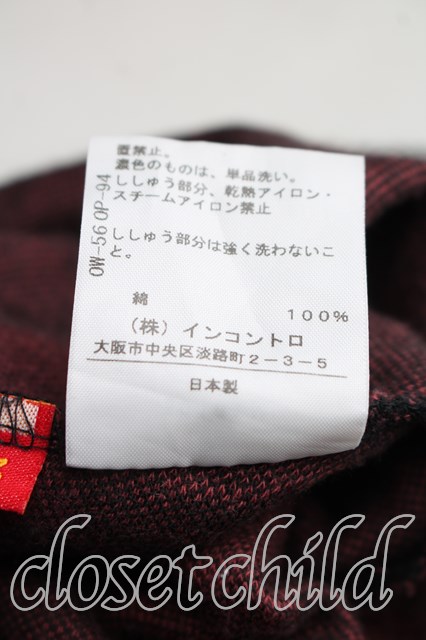 直禁止。
濃色のものは、単品洗い。
ししゅう部分、乾熱アイロン・
スチームアイロン禁止
ししゅう部分は強く洗わないこ
と。
OW-56 OP-94
綿 100%
(株)インコントロ
大阪市中央区淡路町2-3-5
日本製
closet child